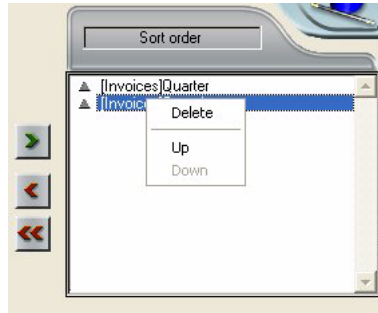 Sort order
[Invoices]Quarter
[Invoic
Delete
Up
Down